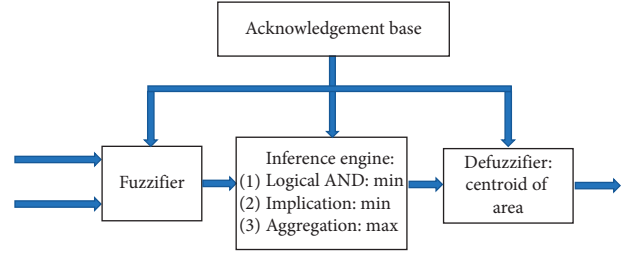 Acknowledgement base
Fuzzifier
Inference engine:
(1) Logical AND: min
(2) Implication: min
(3) Aggregation: max
Defuzzifier:
centroid of
area